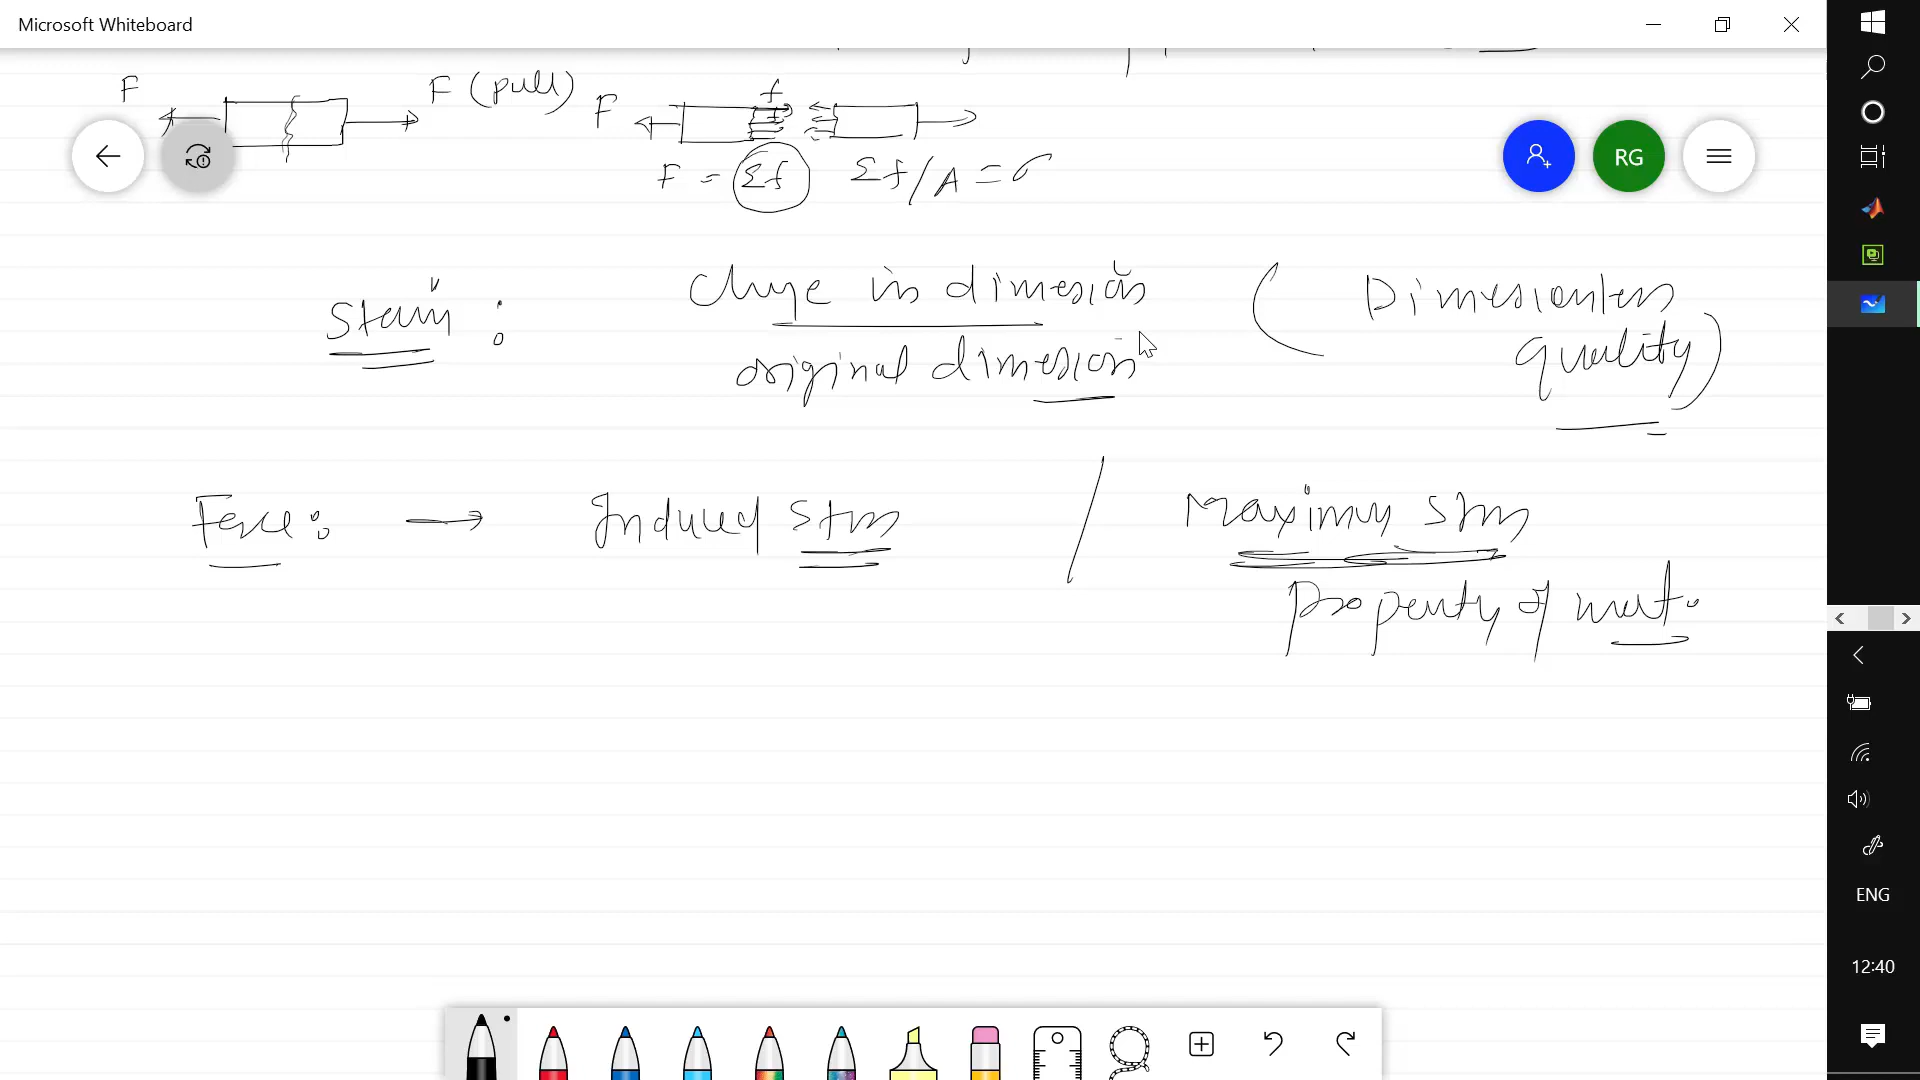 Microsoft Whiteboard
F F (pull) F f
F = Σf Σf/A = σ
RG
Strain : Change in dimension (Dimensionless
original dimension quality)
Force: → Induced stress / Maximum stress
Property of mat.
ENG
12:40